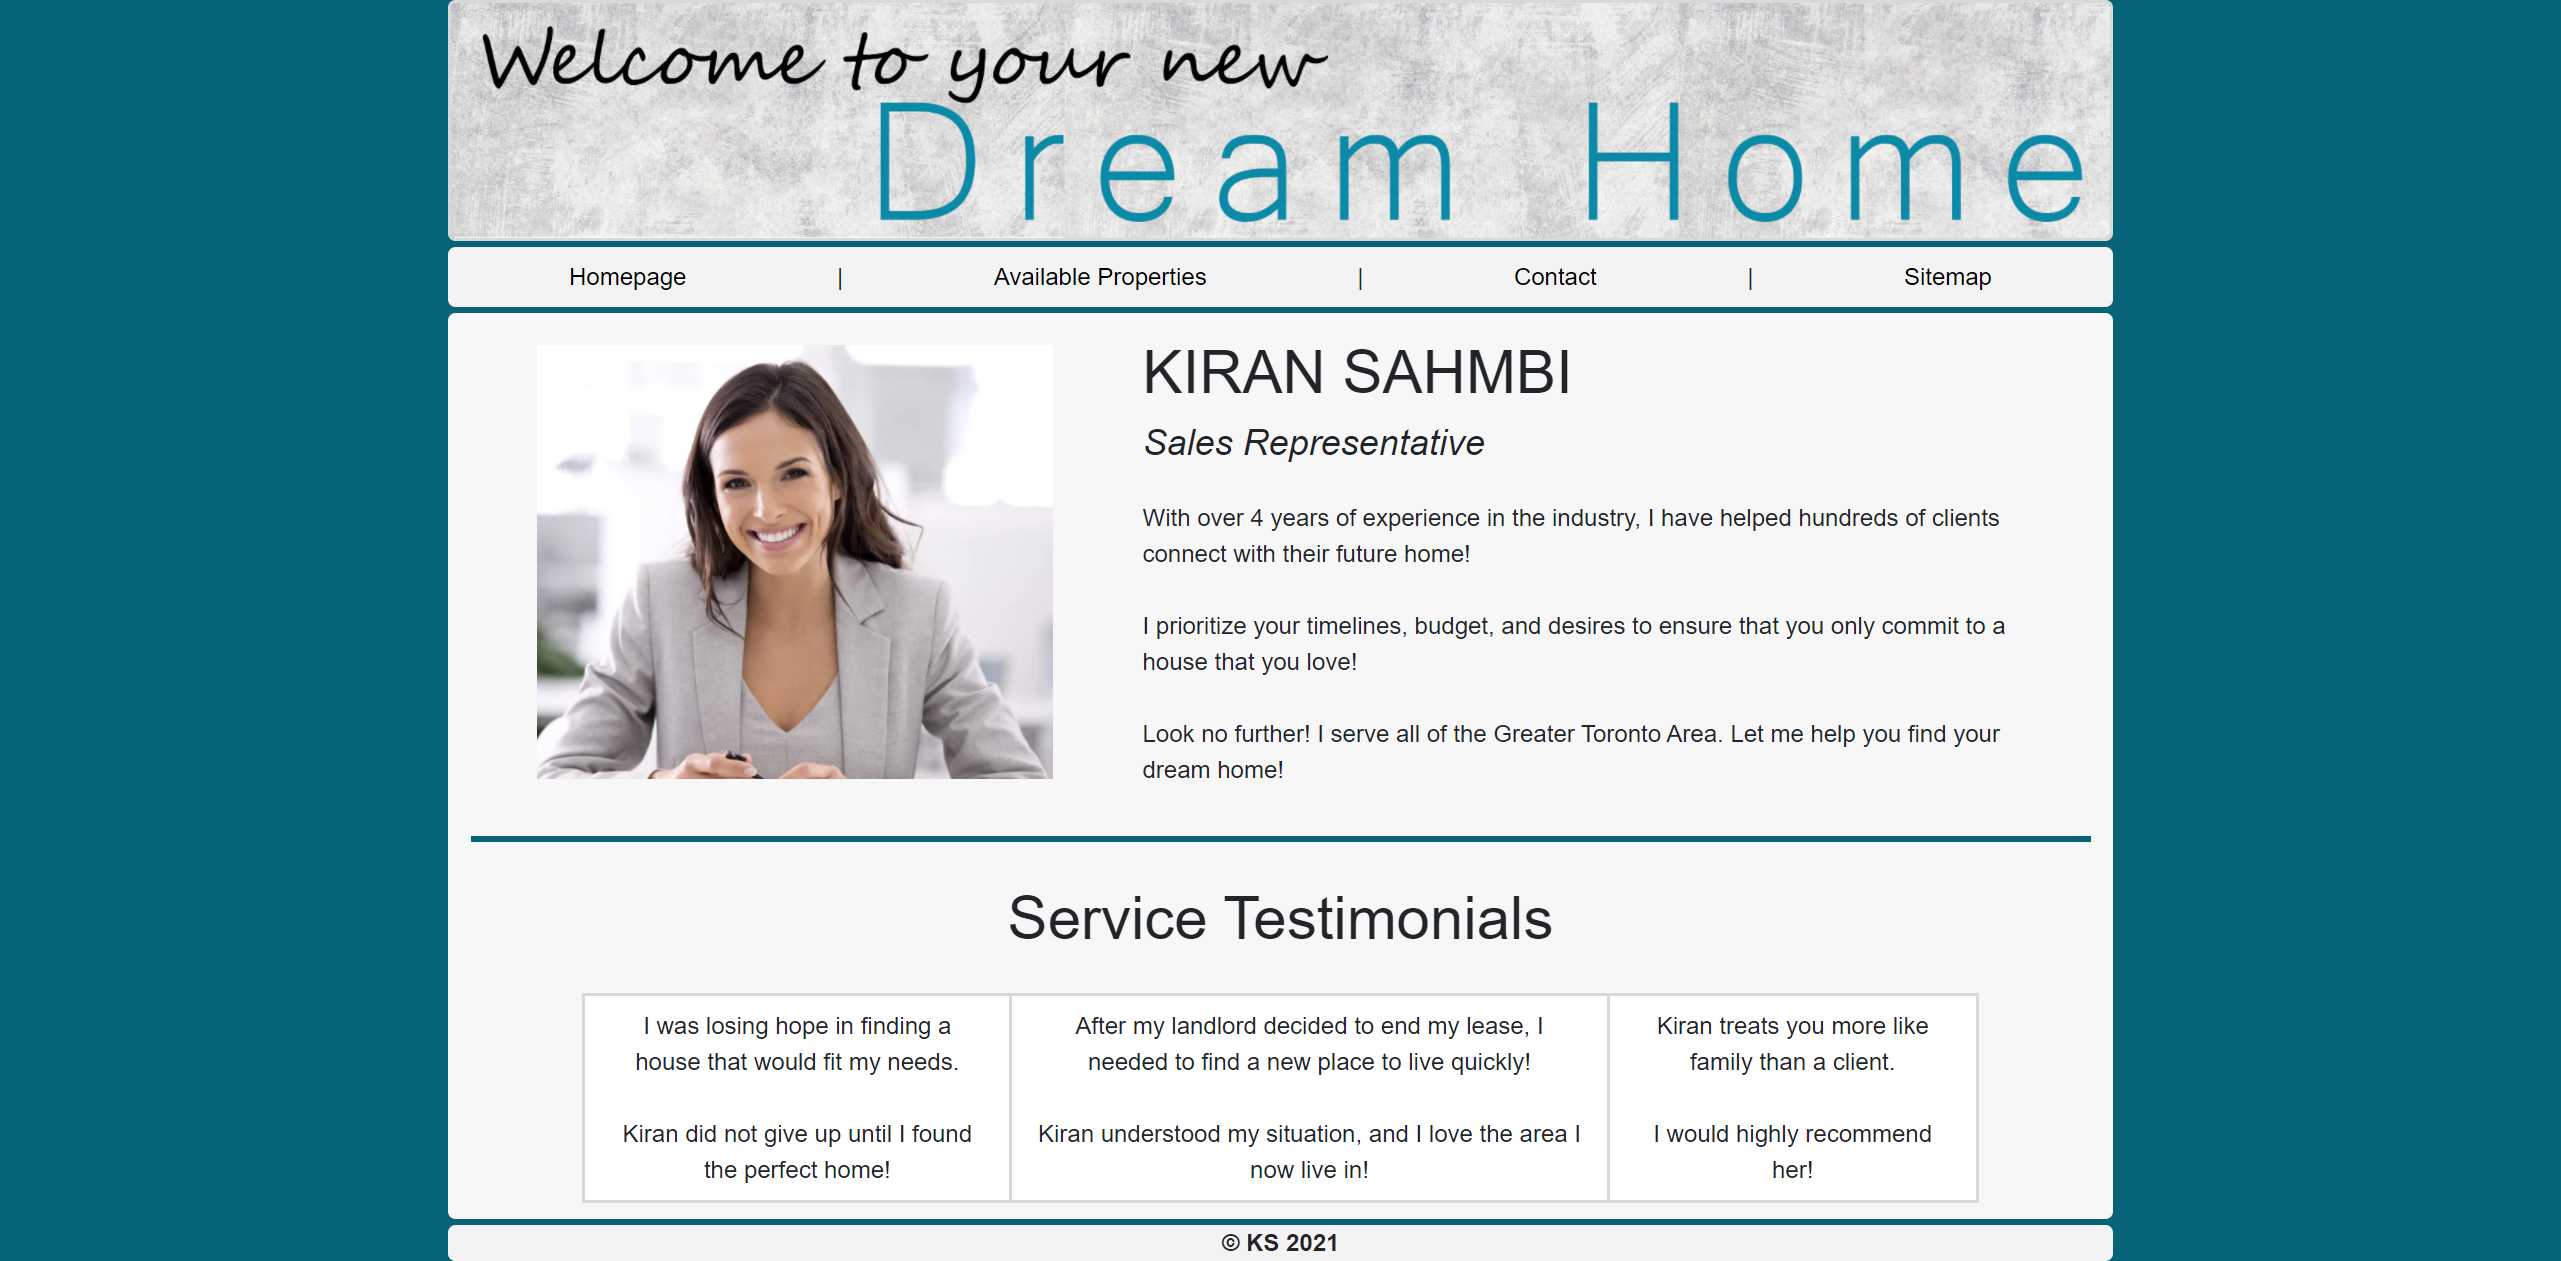 Welcome to your new
Dream Home
Homepage | Available Properties | Contact | Sitemap
KIRAN SAHMBI
Sales Representative
With over 4 years of experience in the industry, I have helped hundreds of clients
connect with their future home!
I prioritize your timelines, budget, and desires to ensure that you only commit to a
house that you love!
Look no further! I serve all of the Greater Toronto Area. Let me help you find your
dream home!
Service Testimonials
I was losing hope in finding a
house that would fit my needs.
Kiran did not give up until I found
the perfect home!
After my landlord decided to end my lease, I
needed to find a new place to live quickly!
Kiran understood my situation, and I love the area I
now live in!
Kiran treats you more like
family than a client.
I would highly recommend
her!
© KS 2021